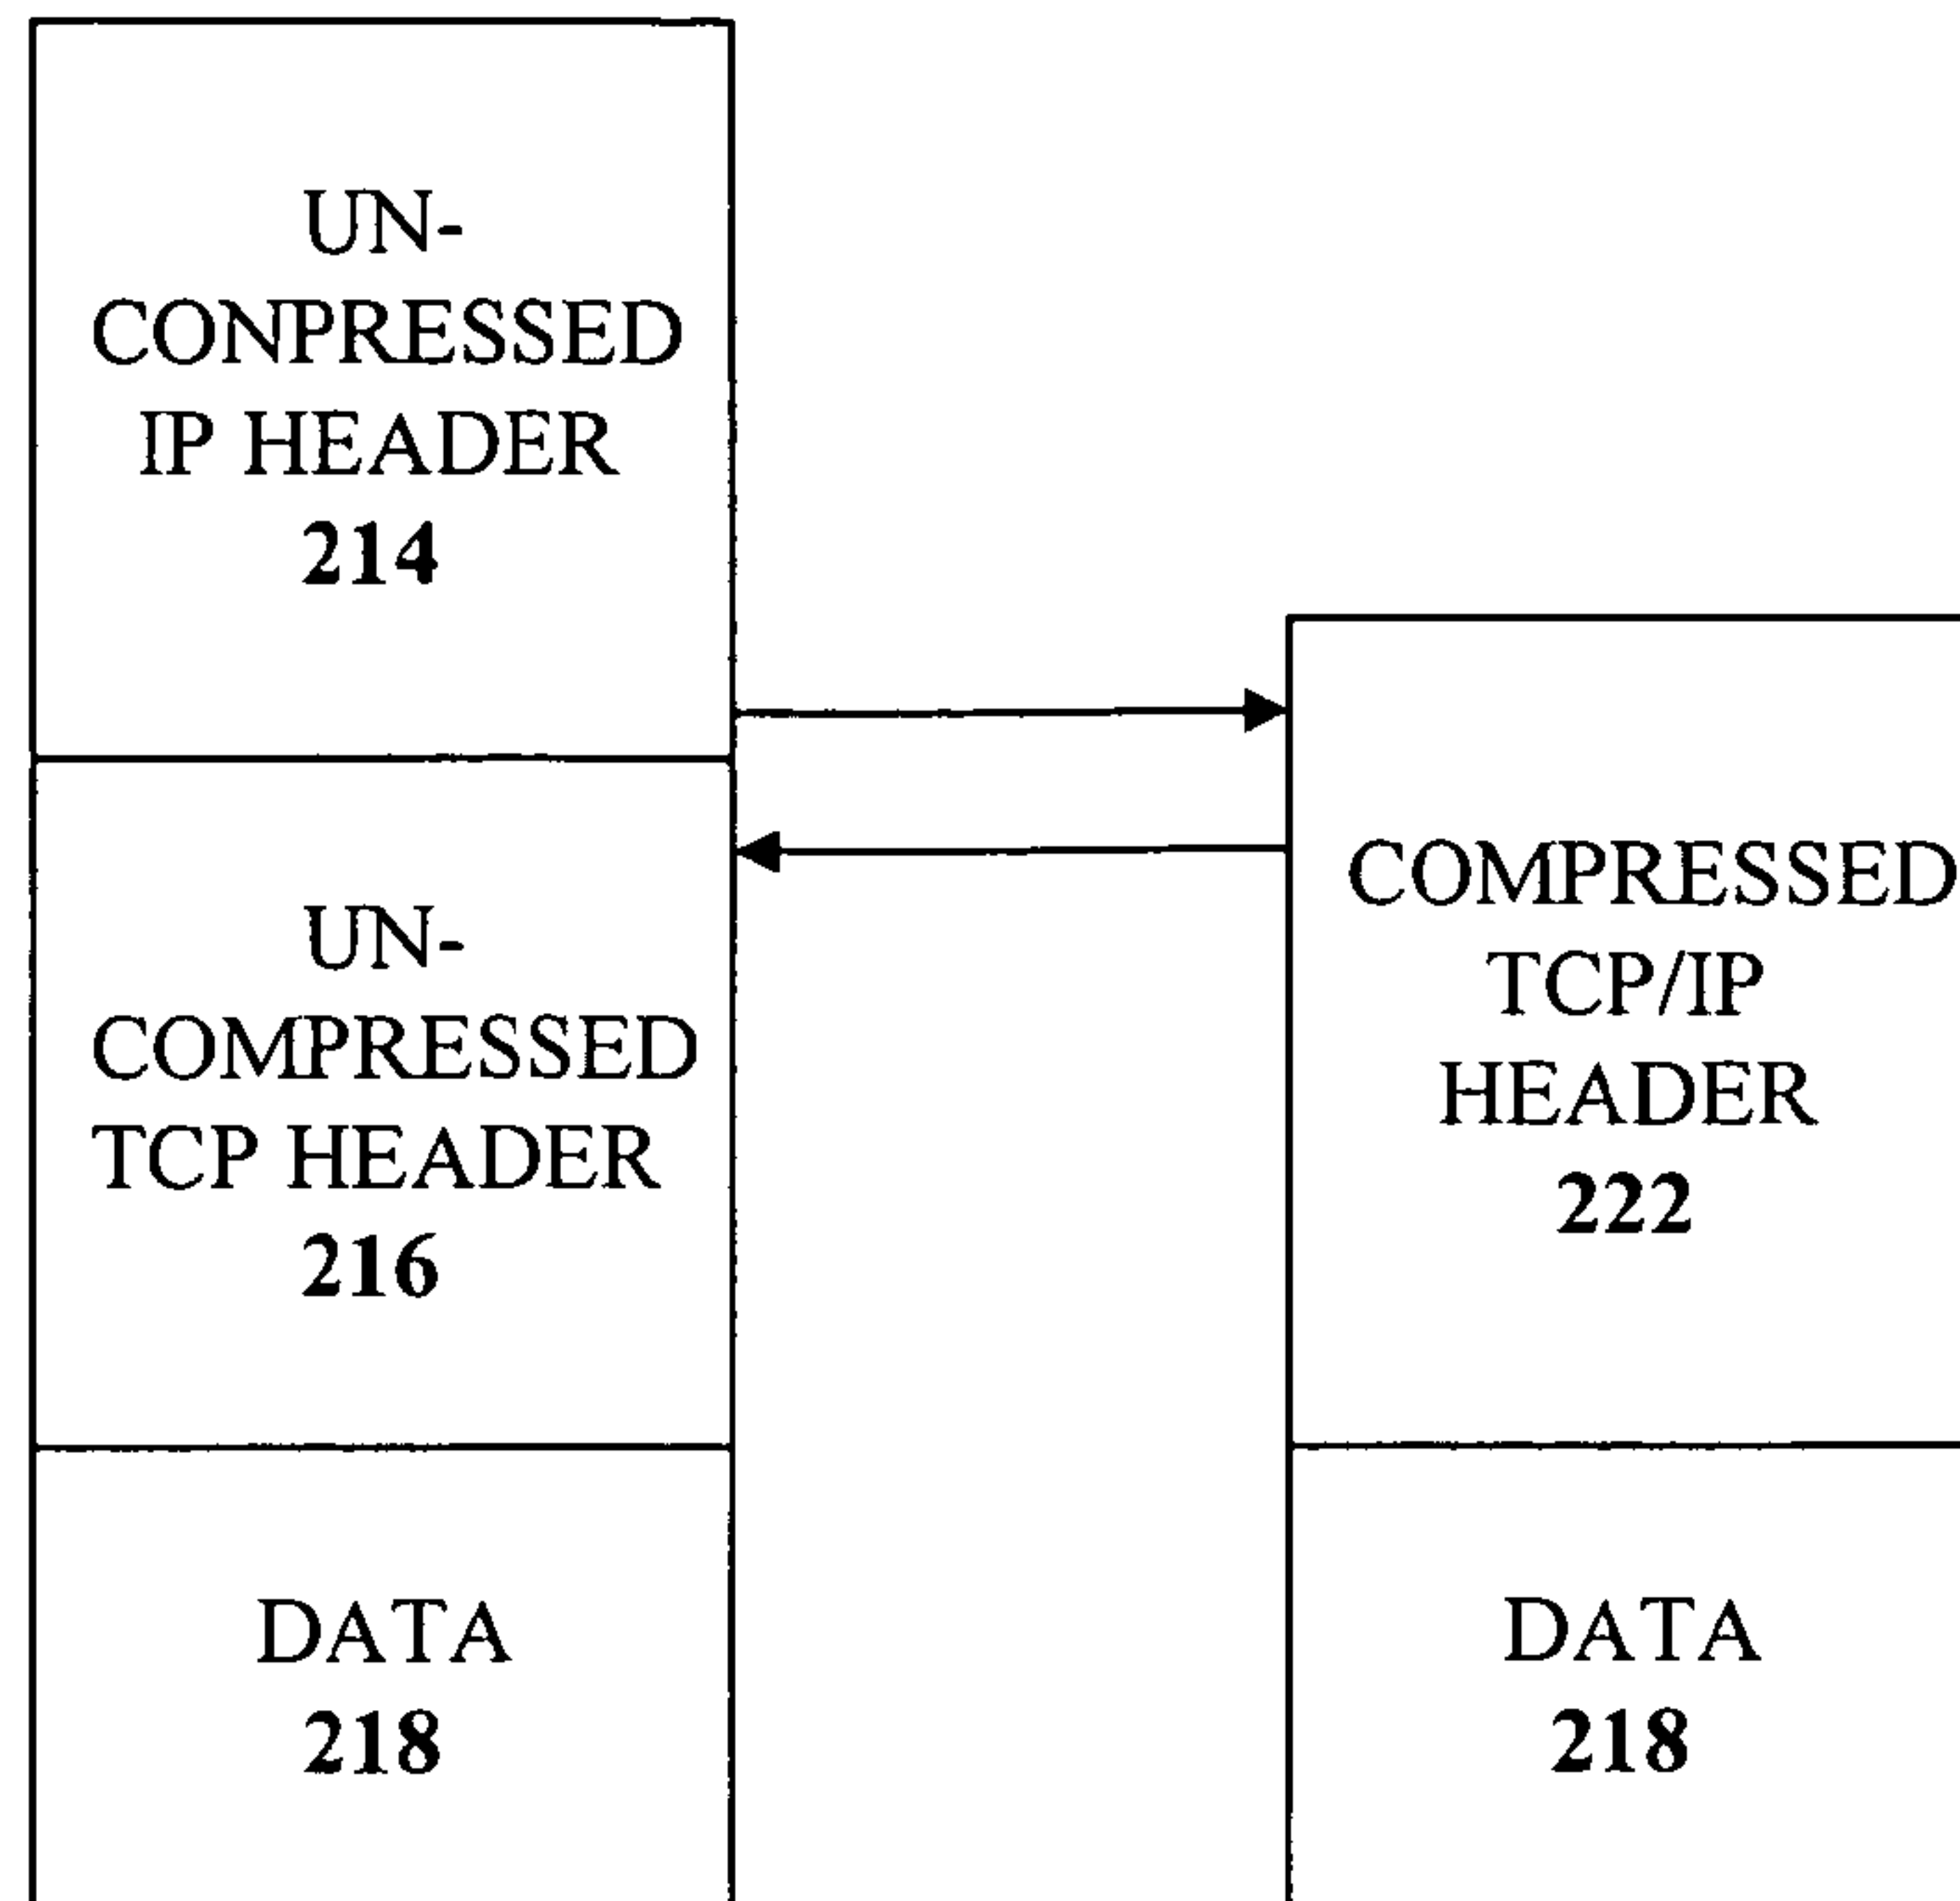 UN-
CONPRESSED
IP HEADER
214
UN-
COMPRESSED
TCP HEADER
216
DATA
218
COMPRESSED
TCP/IP
HEADER
222
DATA
218